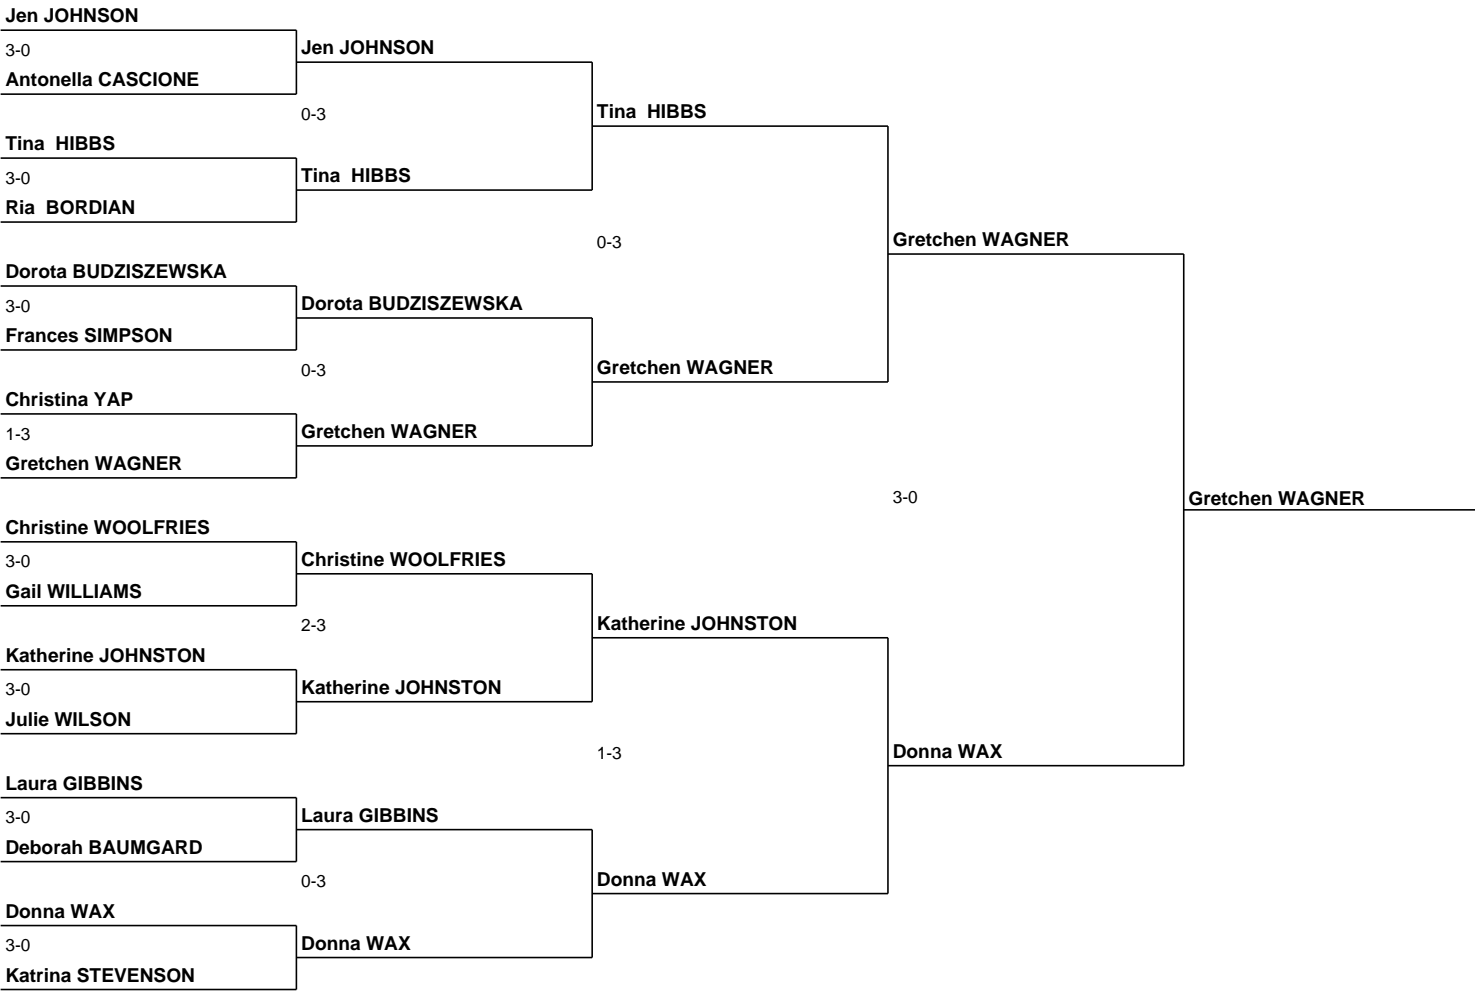 Jen JOHNSON
3-0
Antonella CASCIONE
Tina  HIBBS
3-0
Ria  BORDIAN
Dorota BUDZISZEWSKA
3-0
Frances SIMPSON
Christina YAP
1-3
Gretchen WAGNER
Christine WOOLFRIES
3-0
Gail WILLIAMS
Katherine JOHNSTON
3-0
Julie WILSON
Laura GIBBINS
3-0
Deborah BAUMGARD
Donna WAX
3-0
Katrina STEVENSON
Jen JOHNSON
0-3
Tina  HIBBS
Dorota BUDZISZEWSKA
0-3
Gretchen WAGNER
Christine WOOLFRIES
2-3
Katherine JOHNSTON
Laura GIBBINS
0-3
Donna WAX
Tina  HIBBS
0-3
Gretchen WAGNER
Katherine JOHNSTON
1-3
Donna WAX
Gretchen WAGNER
3-0
Donna WAX
Gretchen WAGNER